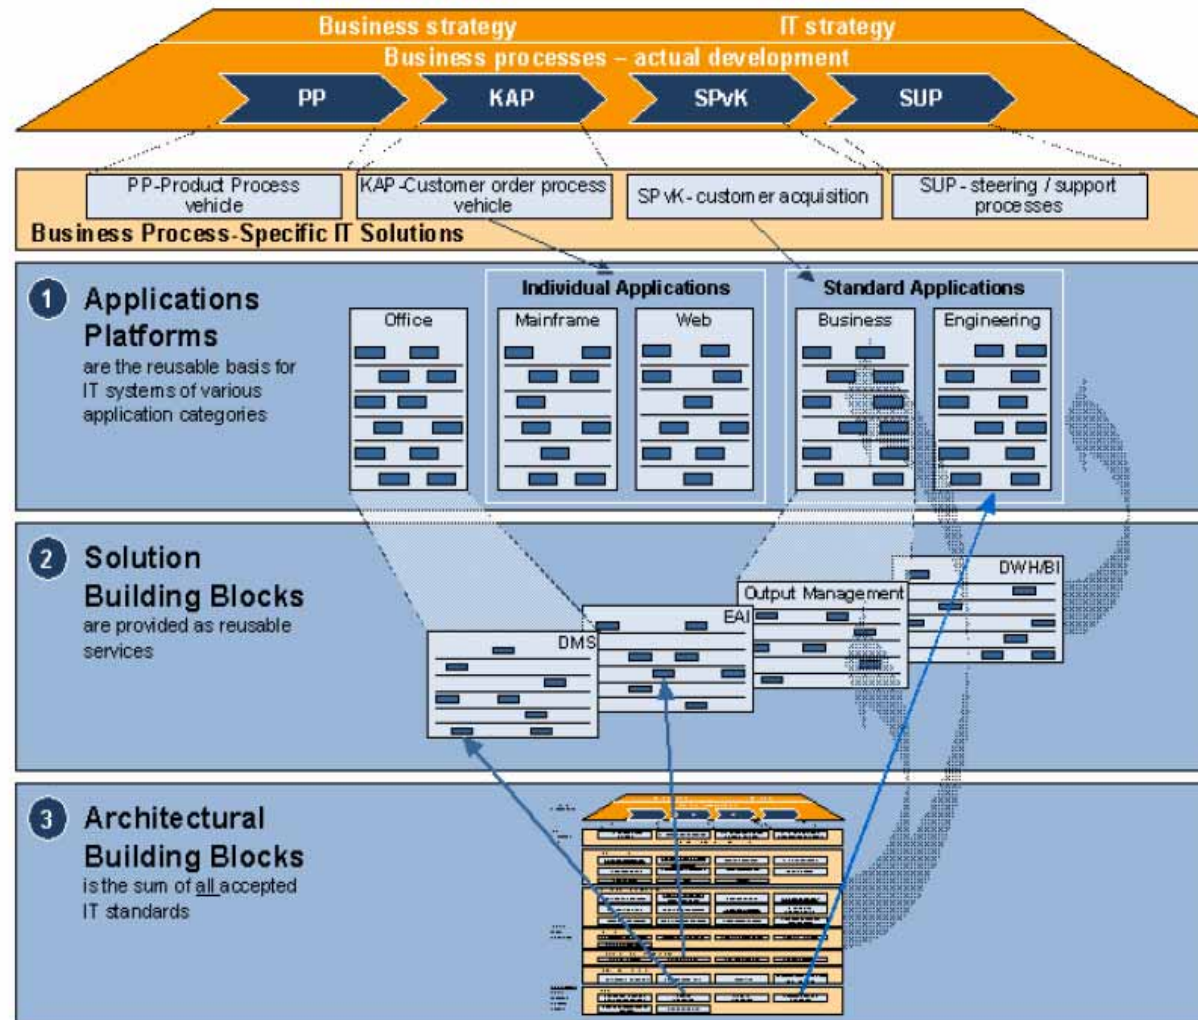 Business strategy IT strategy
Business processes – actual development
PP KAP SPvK SUP
PP-Product Process
vehicle
KAP-Customer order process
vehicle
SPvK- customer acquisition
SUP - steering / support
processes
Business Process-Specific IT Solutions
1 Applications
Platforms
are the reusable basis for
IT systems of various
application categories
Individual Applications
Standard Applications
Office
Mainframe
Web
Business
Engineering
2 Solution
Building Blocks
are provided as reusable
services
DMS
EAI
Output Management
DWH/BI
3 Architectural
Building Blocks
is the sum of all accepted
IT standards